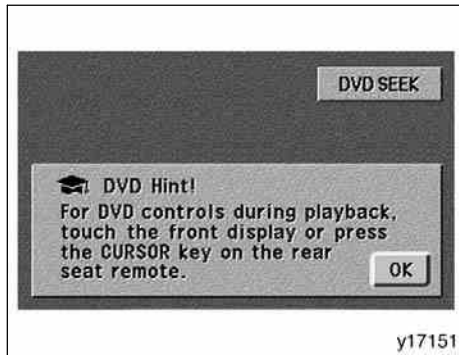 DVD SEEK
DVD Hint!
For DVD controls during playback,
touch the front display or press
the CURSOR key on the rear
seat remote.
OK
y17151